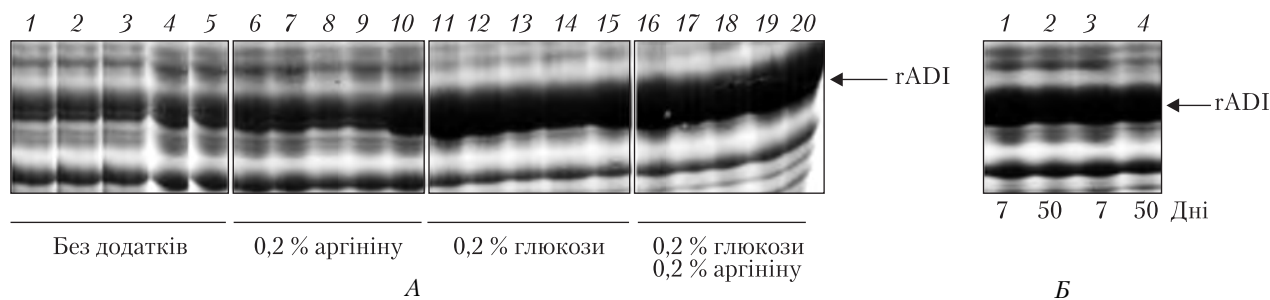 1 2 3 4 5 6 7 8 9 10 11 12 13 14 15 16 17 18 19 20
rADI
Без додатків 0,2 % аргініну 0,2 % глюкози 0,2 % глюкози
0,2 % аргініну
А
1 2 3 4
rADI
7 50 7 50 Дні
Б